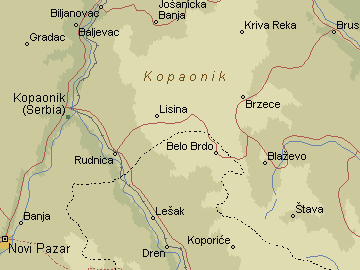 Jošanička
Banja
Biljanovac
Baljevac
Kriva Reka
Brus
Gradac
Kopaonik
Kopaonik
(Serbia)
Lisina
Brzece
Belo Brdo
Rudnica
Blaževo
Banja
Lešak
Štava
Novi Pazar
Dren
Koporiće